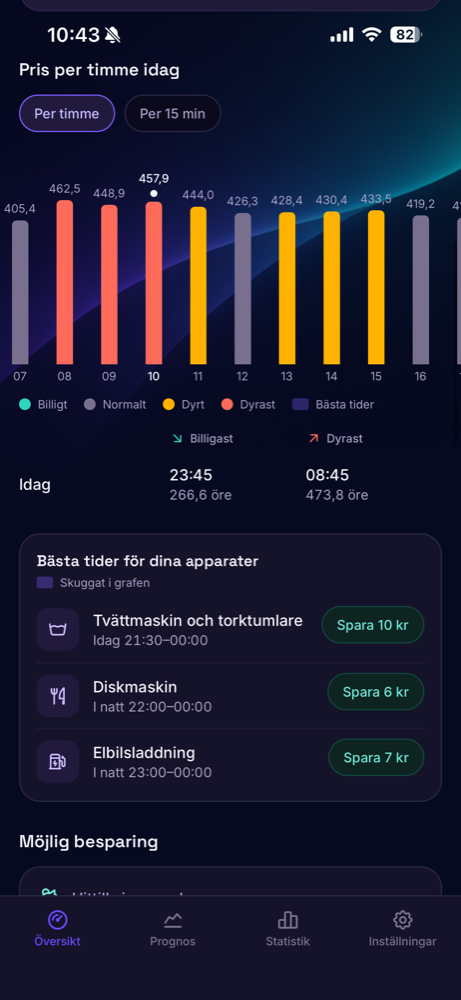 10:43
82
Pris per timme idag
Per timme
Per 15 min
405,4 462,5 448,9 457,9 444,0 426,3 428,4 430,4 433,5 419,2
07 08 09 10 11 12 13 14 15 16
Billigt Normalt Dyrt Dyrast Bästa tider
Billigast Dyrast
Idag
23:45 08:45
266,6 öre 473,8 öre
Bästa tider för dina apparater
Skuggat i grafen
Tvättmaskin och torktumlare
Idag 21:30–00:00
Spara 10 kr
Diskmaskin
I natt 22:00–00:00
Spara 6 kr
Elbilsladdning
I natt 23:00–00:00
Spara 7 kr
Möjlig besparing
Översikt Prognos Statistik Inställningar